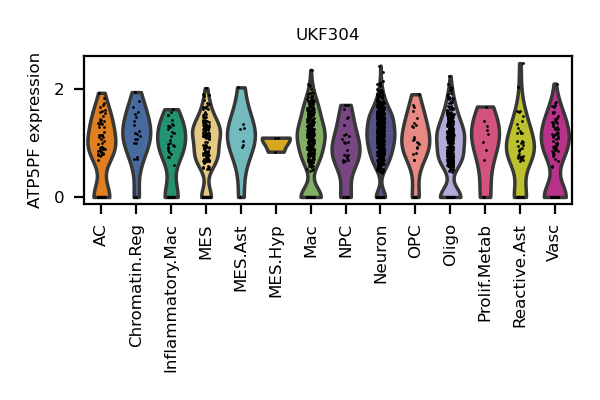 UKF304
ATP5PF expression
2
0
AC
Chromatin.Reg
Inflammatory.Mac
MES
MES.Ast
MES.Hyp
Mac
NPC
Neuron
OPC
Oligo
Prolif.Metab
Reactive.Ast
Vasc